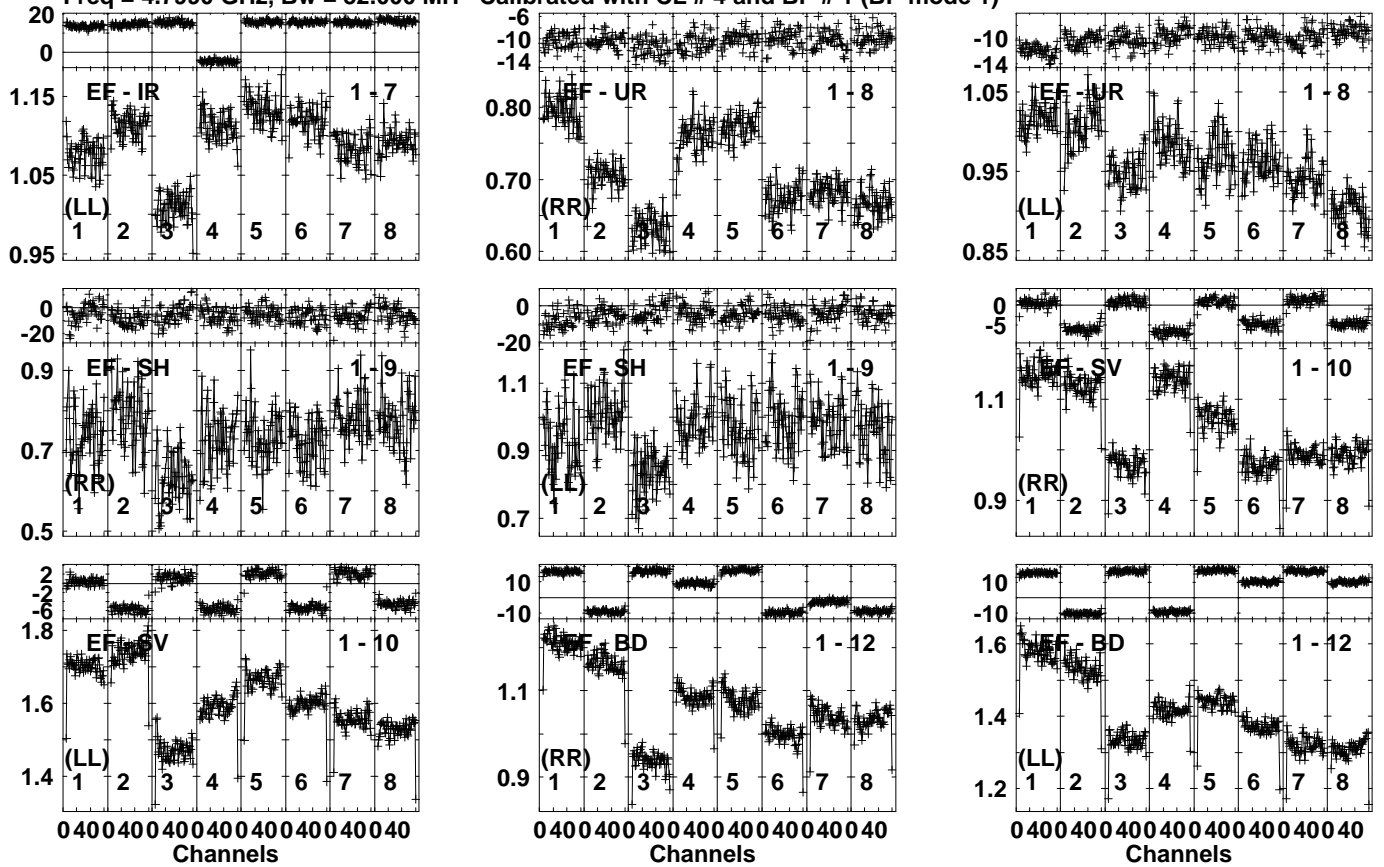 Freq = 4.7990 GHz, Bw = 32.000 MH Calibrated with CL # 4 and BP # 1 (BP mode 1)
20
0
EF - IR 1 - 7
1.15
1.05
0.95
(LL)
1 2 3 4 5 6 7 8
-6
-10
-14
EF - UR 1 - 8
0.80
0.70
0.60
(RR)
1 2 3 4 5 6 7 8
-10
-14
EF - UR 1 - 8
1.05
0.95
0.85
(LL)
1 2 3 4 5 6 7 8
0
-20
EF - SH 1 - 9
0.9
0.7
0.5
(RR)
1 2 3 4 5 6 7 8
0
-20
EF - SH 1 - 9
1.1
0.9
0.7
(LL)
1 2 3 4 5 6 7 8
0
-5
EF - SV 1 - 10
1.1
0.9
(RR)
1 2 3 4 5 6 7 8
2
-2
-6
EF - SV 1 - 10
1.8
1.6
1.4
(LL)
1 2 3 4 5 6 7 8
10
-10
EF - BD 1 - 12
1.1
0.9
(RR)
1 2 3 4 5 6 7 8
10
-10
EF - BD 1 - 12
1.6
1.4
1.2
(LL)
1 2 3 4 5 6 7 8
0 40 0 40 0 40 0 40 0 40 0 40 0 40 0 40
0 40 0 40 0 40 0 40 0 40 0 40 0 40 0 40
0 40 0 40 0 40 0 40 0 40 0 40 0 40 0 40
Channels Channels Channels